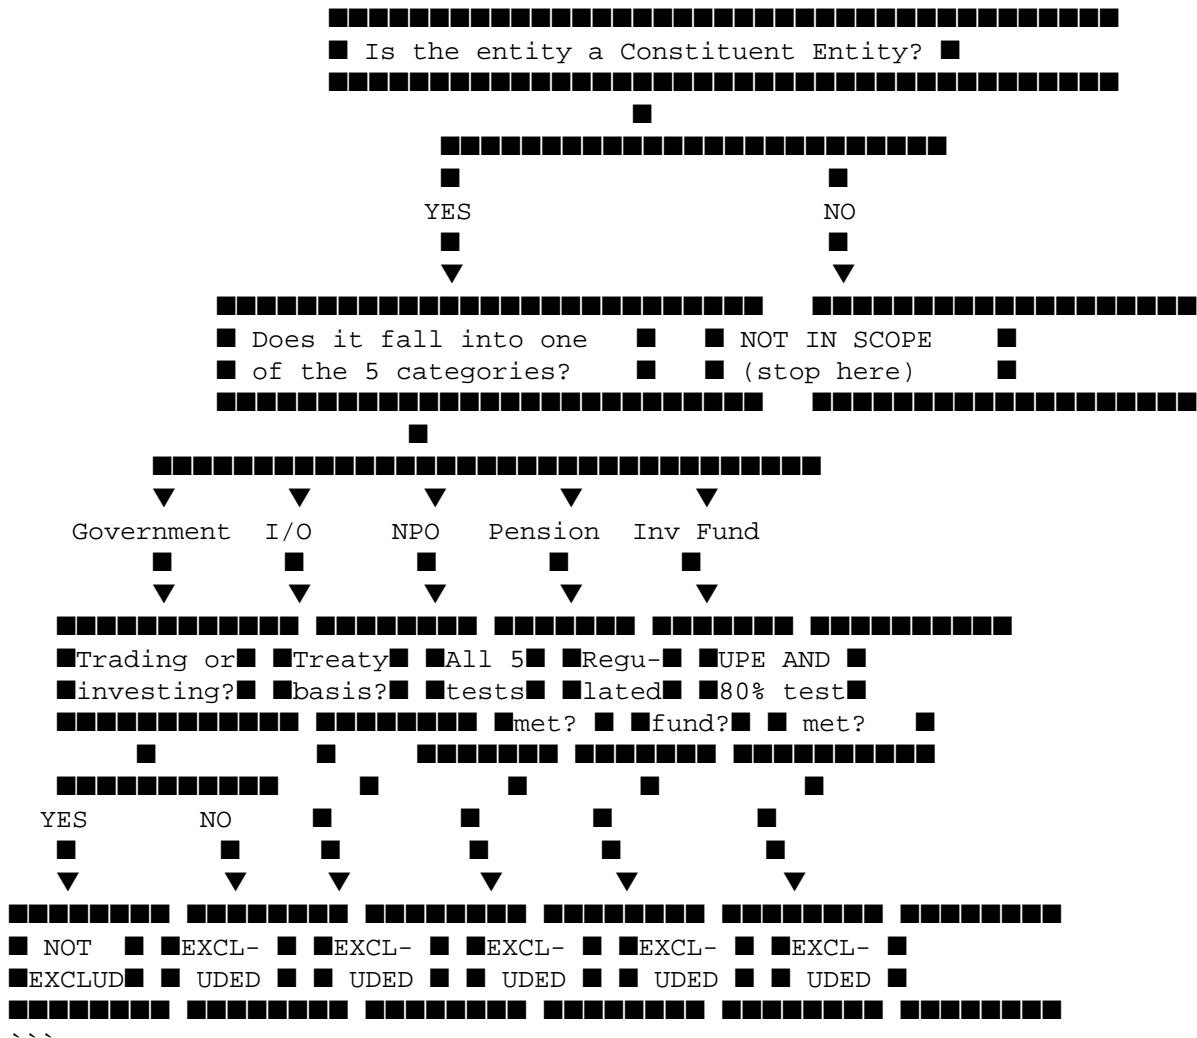 Is the entity a Constituent Entity?
YES NO
Does it fall into one NOT IN SCOPE
of the 5 categories? (stop here)
Government I/O NPO Pension Inv Fund
Trading or Treaty All 5 Regu- UPE AND
investing? basis? tests lated 80% test
met? fund? met?
YES NO
NOT EXCL- EXCL- EXCL- EXCL- EXCL-
EXCLUD UDED UDED UDED UDED UDED
```